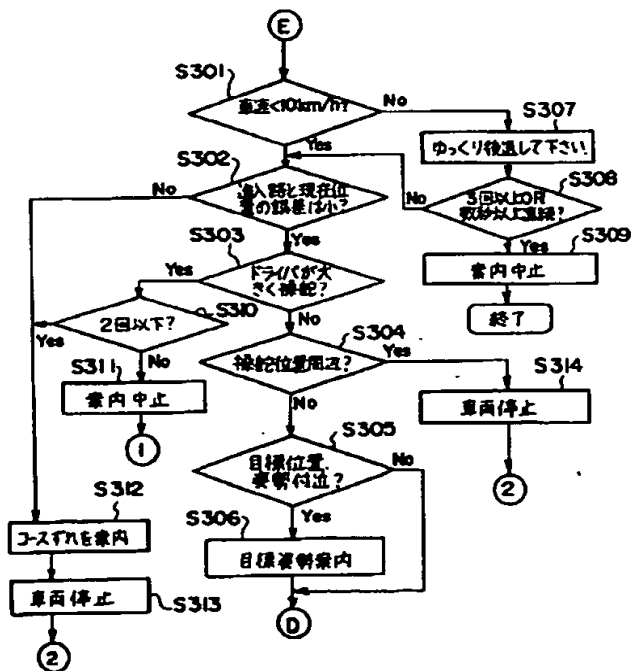 E
S301
車速<10km/h?
No
Yes
S307
ゆっくり後退して下さい
S302
進入路と現在位
置の誤差は小?
No
Yes
S308
3回以上OR
数秒以上連続?
No
Yes
S303
ドライバが大
きく操舵?
Yes
No
S309
案内中止
終了
S310
2回以下?
Yes
No
S304
操舵位置周辺?
Yes
No
S311
案内中止
1
S314
車両停止
2
S305
目標位置,
姿勢付近?
No
Yes
S312
コースずれを案内
S306
目標姿勢案内
S313
車両停止
D
2